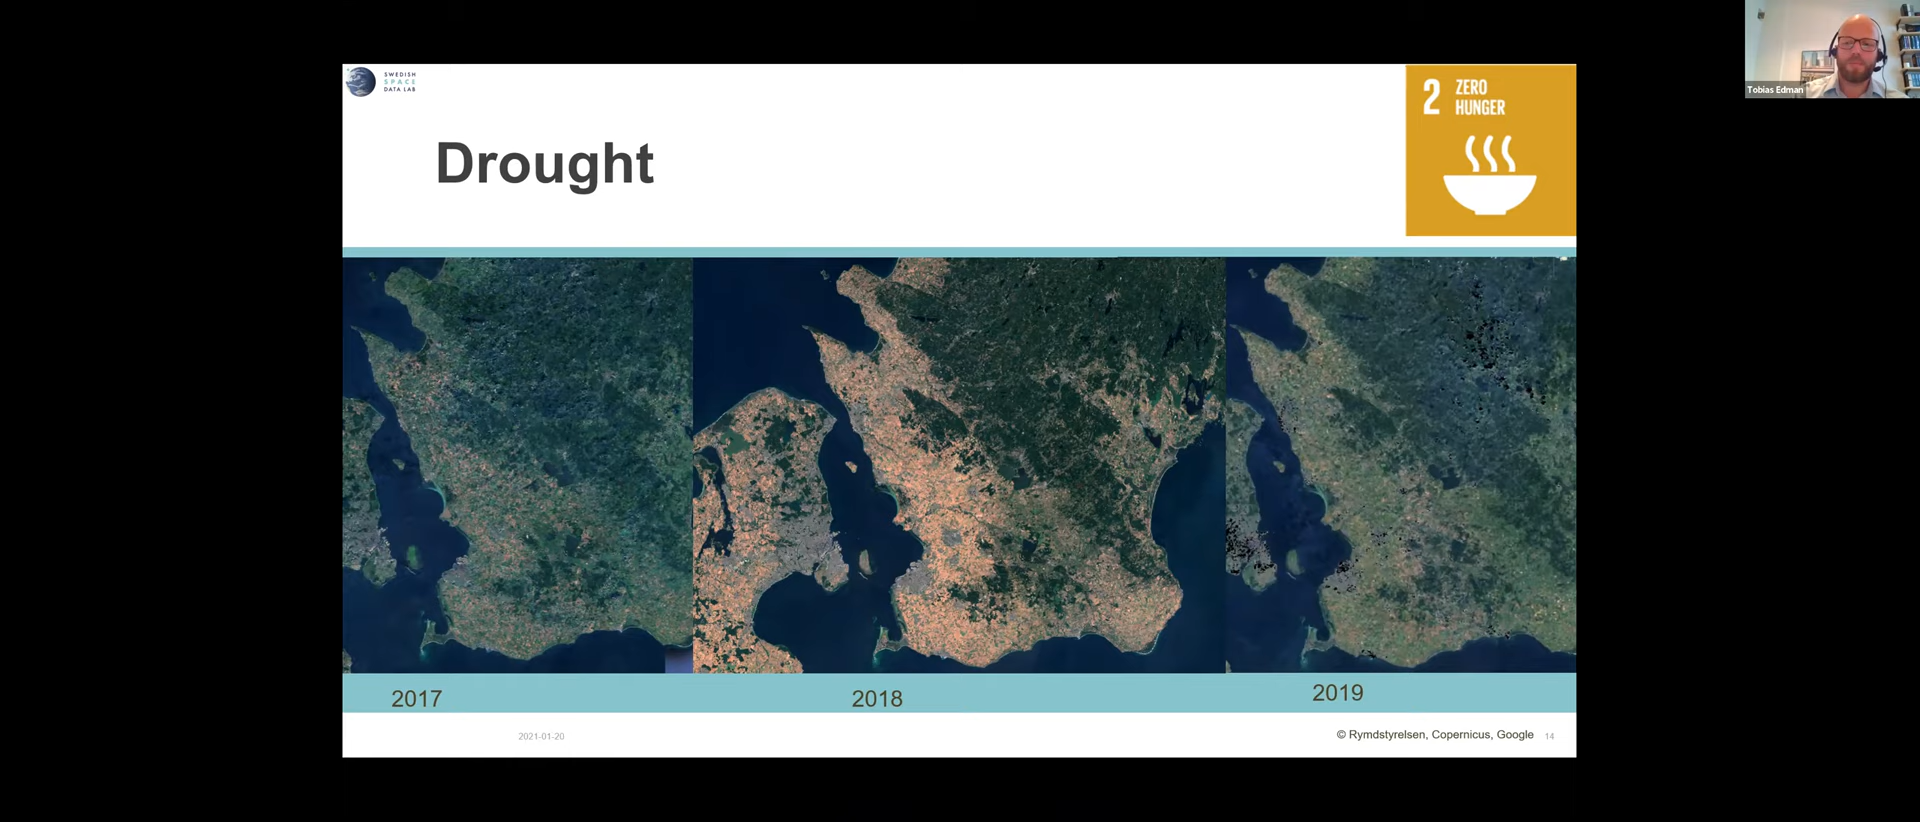 SWEDISH
SPACE
DATA LAB
2 ZERO
HUNGER
Tobias Edman
Drought
2017
2018
2019
2021-01-20
© Rymdstyrelsen, Copernicus, Google
14